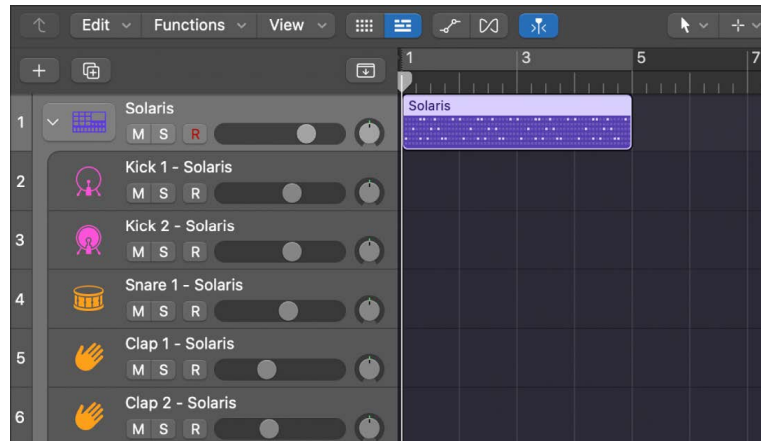 Edit Functions View
1 3 5 7
1 Solaris Solaris
M S R
2 Kick 1 - Solaris
M S R
3 Kick 2 - Solaris
M S R
4 Snare 1 - Solaris
M S R
5 Clap 1 - Solaris
M S R
6 Clap 2 - Solaris
M S R